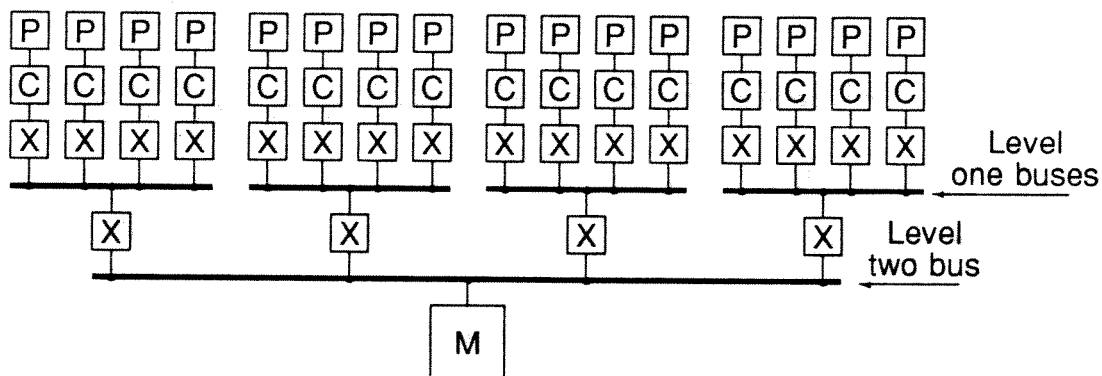 P P P P P P P P P P P P P P P P
C C C C C C C C C C C C C C C C
X X X X X X X X X X X X X X X X
Level
one buses
X X X X
Level
two bus
M